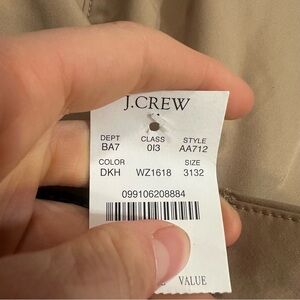 J.CREW
DEPT CLASS STYLE
BA7 013 AA712
COLOR SIZE
DKH WZ1618 3132
099106208884
VALUE